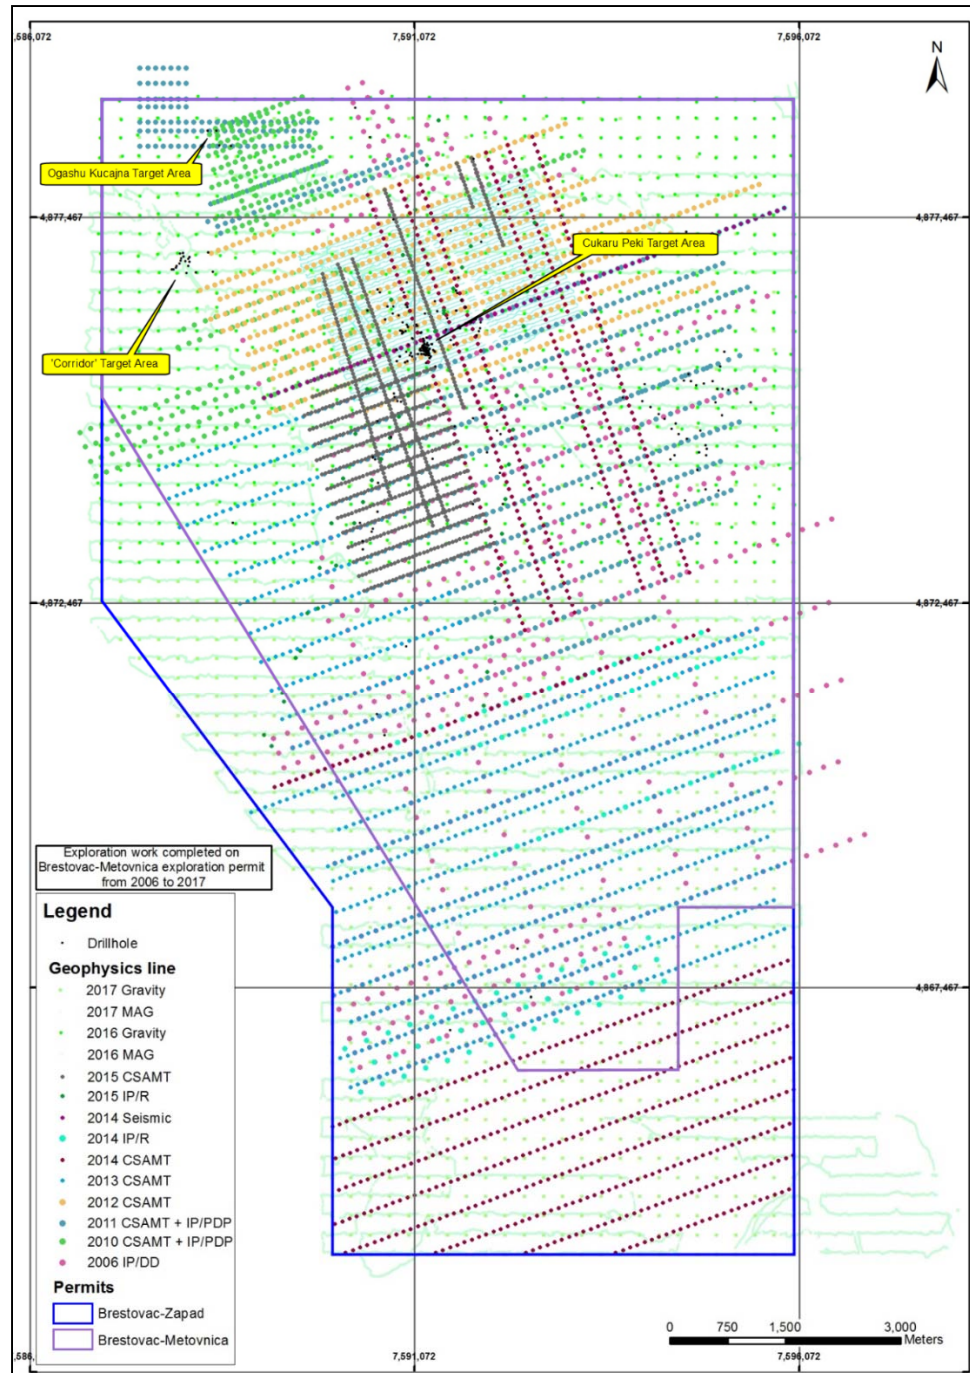 ,586,072
7,591,072
7,596,072
N
Ogashu Kucajna Target Area
4,877,467
4,877,467
Cukaru Peki Target Area
'Corridor' Target Area
4,872,467
4,872,467
Exploration work completed on
Brestovac-Metovnica exploration permit
from 2006 to 2017
Legend
Drillhole
Geophysics line
2017 Gravity
2017 MAG
2016 Gravity
2016 MAG
2015 CSAMT
2015 IP/R
2014 Seismic
2014 IP/R
2014 CSAMT
2013 CSAMT
2012 CSAMT
2011 CSAMT + IP/PDP
2010 CSAMT + IP/PDP
2006 IP/DD
Permits
Brestovac-Zapad
Brestovac-Metovnica
4,867,467
0 750 1,500 3,000
Meters
,586,
7,591,072
7,596,072